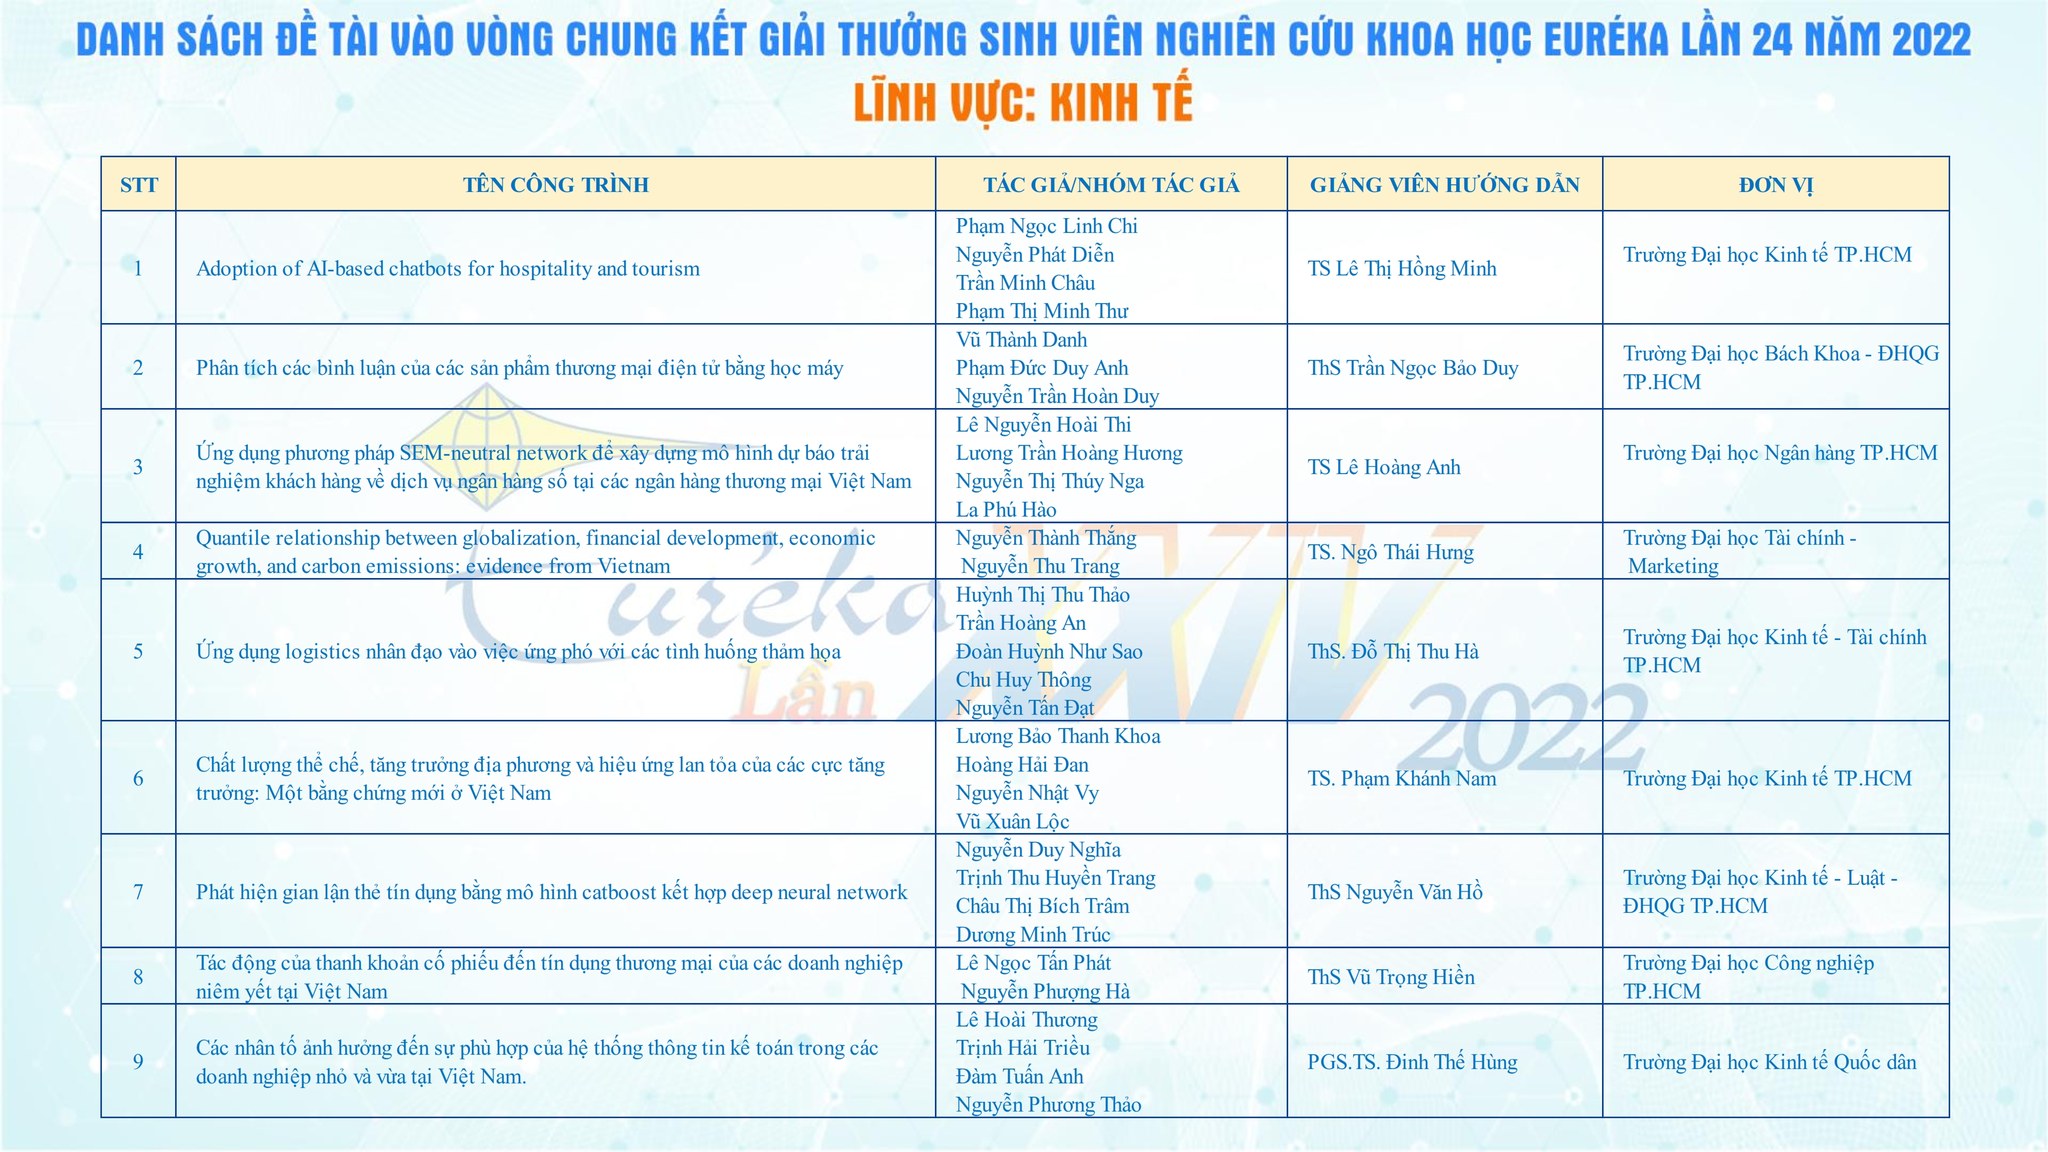 DANH SÁCH ĐỀ TÀI VÀO VÒNG CHUNG KẾT GIẢI THƯỞNG SINH VIÊN NGHIÊN CỨU KHOA HỌC EURÉKA LẦN 24 NĂM 2022
LĨNH VỰC: KINH TẾ
STT
TÊN CÔNG TRÌNH
TÁC GIẢ/NHÓM TÁC GIẢ
GIẢNG VIÊN HƯỚNG DẪN
ĐƠN VỊ
1
Adoption of AI-based chatbots for hospitality and tourism
Phạm Ngọc Linh Chi
Nguyễn Phát Diễn
Trần Minh Châu
Phạm Thị Minh Thư
TS Lê Thị Hồng Minh
Trường Đại học Kinh tế TP.HCM
2
Phân tích các bình luận của các sản phẩm thương mại điện tử bằng học máy
Vũ Thành Danh
Phạm Đức Duy Anh
Nguyễn Trần Hoàn Duy
ThS Trần Ngọc Bảo Duy
Trường Đại học Bách Khoa - ĐHQG
TP.HCM
3
Ứng dụng phương pháp SEM-neutral network để xây dựng mô hình dự báo trải
nghiệm khách hàng về dịch vụ ngân hàng số tại các ngân hàng thương mại Việt Nam
Lê Nguyễn Hoài Thi
Lương Trần Hoàng Hương
Nguyễn Thị Thúy Nga
La Phú Hào
TS Lê Hoàng Anh
Trường Đại học Ngân hàng TP.HCM
4
Quantile relationship between globalization, financial development, economic
growth, and carbon emissions: evidence from Vietnam
Nguyễn Thành Thắng
Nguyễn Thu Trang
TS. Ngô Thái Hưng
Trường Đại học Tài chính -
Marketing
5
Ứng dụng logistics nhân đạo vào việc ứng phó với các tình huống thảm họa
Huỳnh Thị Thu Thảo
Trần Hoàng An
Đoàn Huỳnh Như Sao
Chu Huy Thông
Nguyễn Tấn Đạt
ThS. Đỗ Thị Thu Hà
Trường Đại học Kinh tế - Tài chính
TP.HCM
6
Chất lượng thể chế, tăng trưởng địa phương và hiệu ứng lan tỏa của các cực tăng
trưởng: Một bằng chứng mới ở Việt Nam
Lương Bảo Thanh Khoa
Hoàng Hải Đan
Nguyễn Nhật Vy
Vũ Xuân Lộc
TS. Phạm Khánh Nam
Trường Đại học Kinh tế TP.HCM
7
Phát hiện gian lận thẻ tín dụng bằng mô hình catboost kết hợp deep neural network
Nguyễn Duy Nghĩa
Trịnh Thu Huyền Trang
Châu Thị Bích Trâm
Dương Minh Trúc
ThS Nguyễn Văn Hồ
Trường Đại học Kinh tế - Luật -
ĐHQG TP.HCM
8
Tác động của thanh khoản cổ phiếu đến tín dụng thương mại của các doanh nghiệp
niêm yết tại Việt Nam
Lê Ngọc Tấn Phát
Nguyễn Phượng Hà
ThS Vũ Trọng Hiền
Trường Đại học Công nghiệp
TP.HCM
9
Các nhân tố ảnh hưởng đến sự phù hợp của hệ thống thông tin kế toán trong các
doanh nghiệp nhỏ và vừa tại Việt Nam.
Lê Hoài Thương
Trịnh Hải Triều
Đàm Tuấn Anh
Nguyễn Phương Thảo
PGS.TS. Đinh Thế Hùng
Trường Đại học Kinh tế Quốc dân
Euréka
Lần XXIV
2022